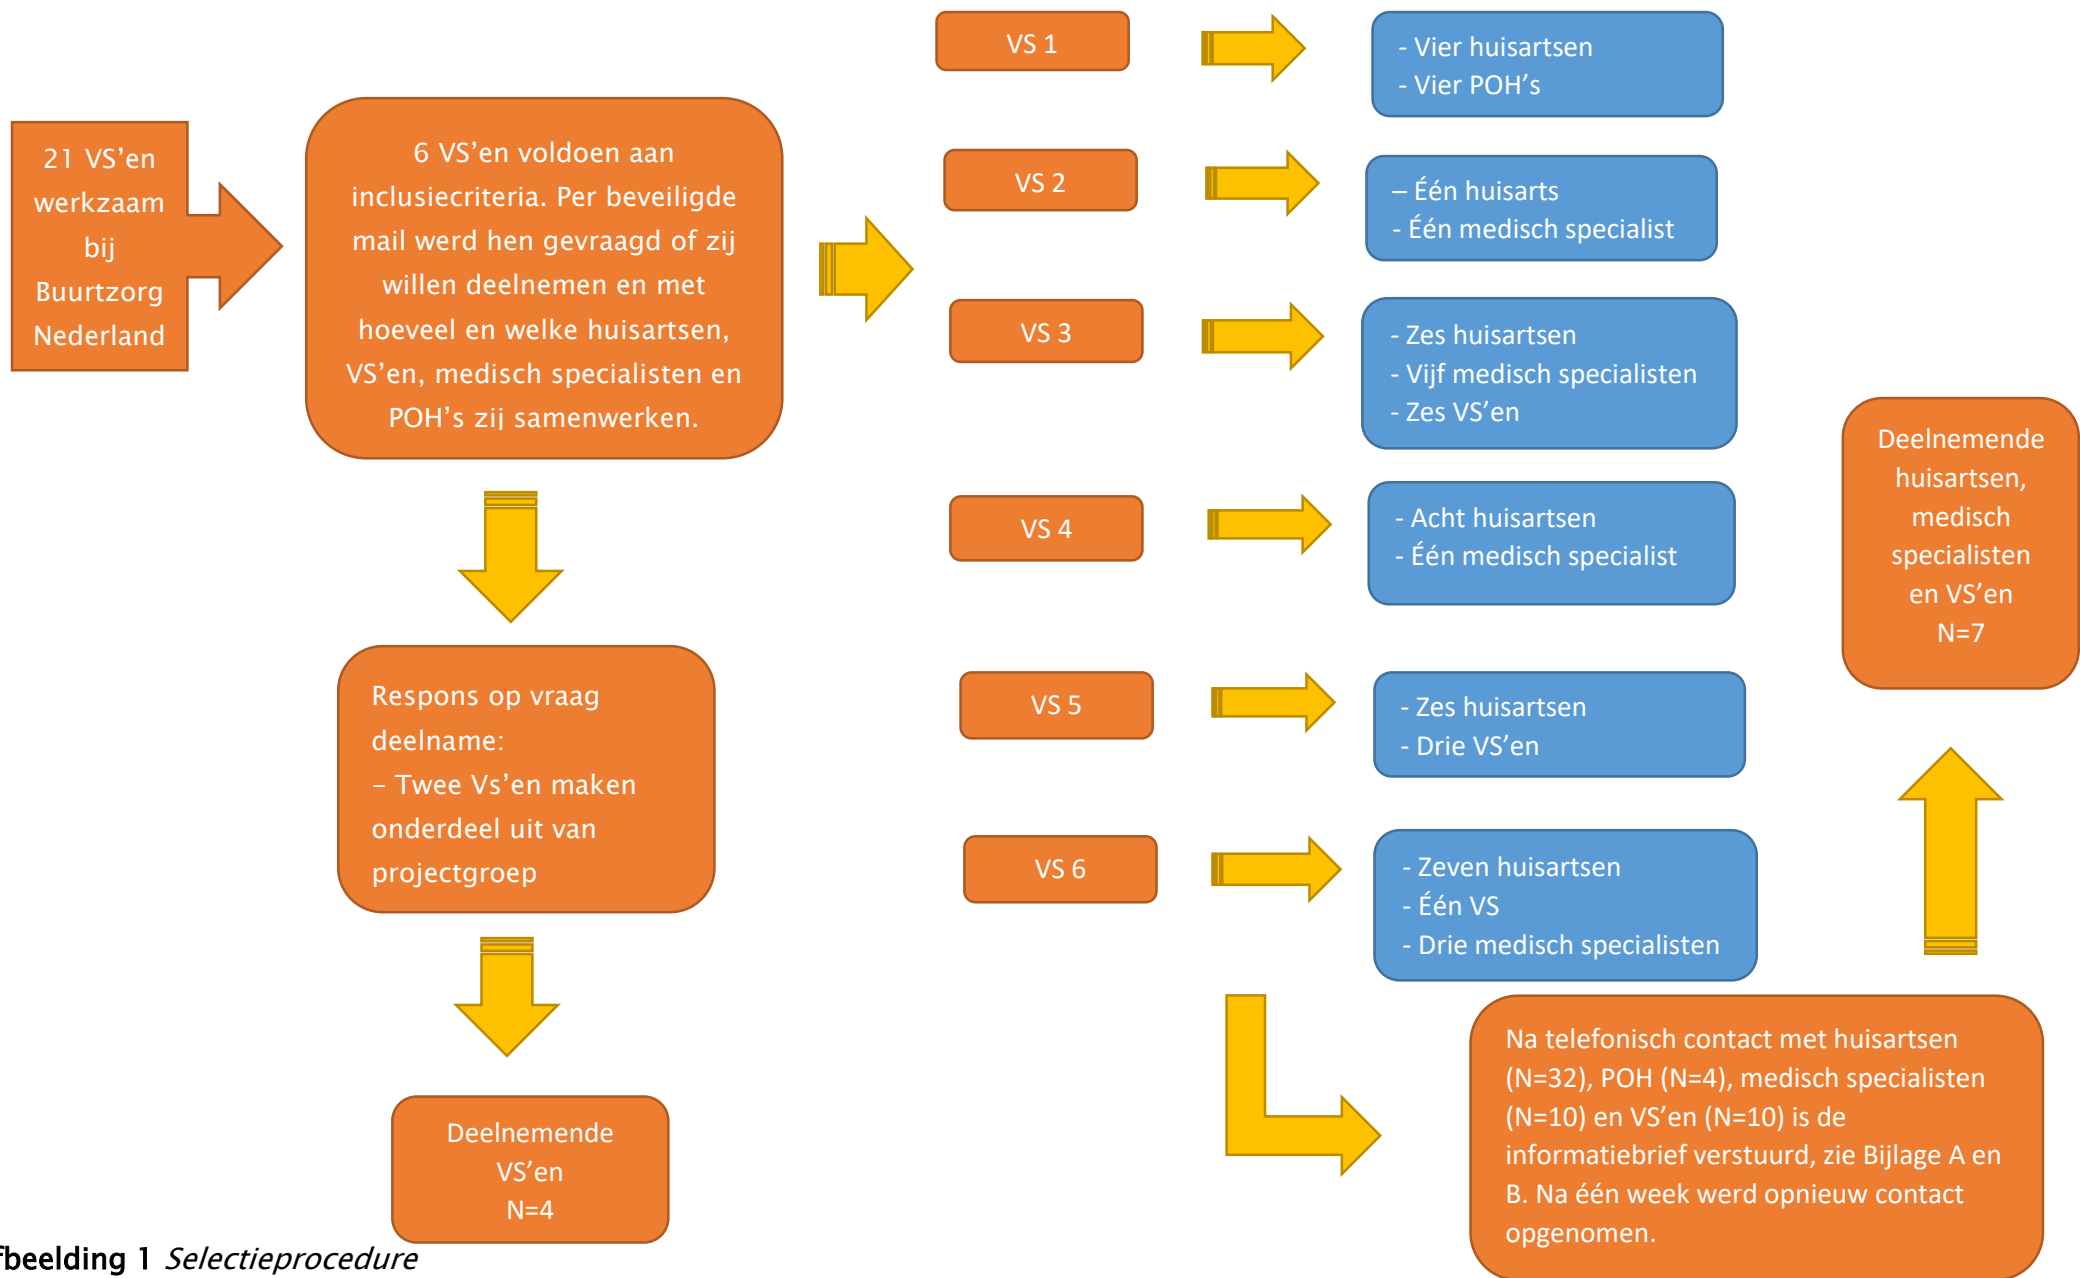 21 VS’en
werkzaam
bij
Buurtzorg
Nederland
6 VS’en voldoen aan
inclusiecriteria. Per beveiligde
mail werd hen gevraagd of zij
willen deelnemen en met
hoeveel en welke huisartsen,
VS’en, medisch specialisten en
POH’s zij samenwerken.
Respons op vraag
deelname:
– Twee Vs’en maken
onderdeel uit van
projectgroep
Deelnemende
VS’en
N=4
VS 1
- Vier huisartsen
- Vier POH's
VS 2
– Één huisarts
- Één medisch specialist
VS 3
- Zes huisartsen
- Vijf medisch specialisten
- Zes VS’en
VS 4
- Acht huisartsen
- Één medisch specialist
VS 5
- Zes huisartsen
- Drie VS’en
VS 6
- Zeven huisartsen
- Één VS
- Drie medisch specialisten
Na telefonisch contact met huisartsen
(N=32), POH (N=4), medisch specialisten
(N=10) en VS’en (N=10) is de
informatiebrief verstuurd, zie Bijlage A en
B. Na één week werd opnieuw contact
opgenomen.
Deelnemende
huisartsen,
medisch
specialisten
en VS’en
N=7
fbeelding 1 Selectieprocedure